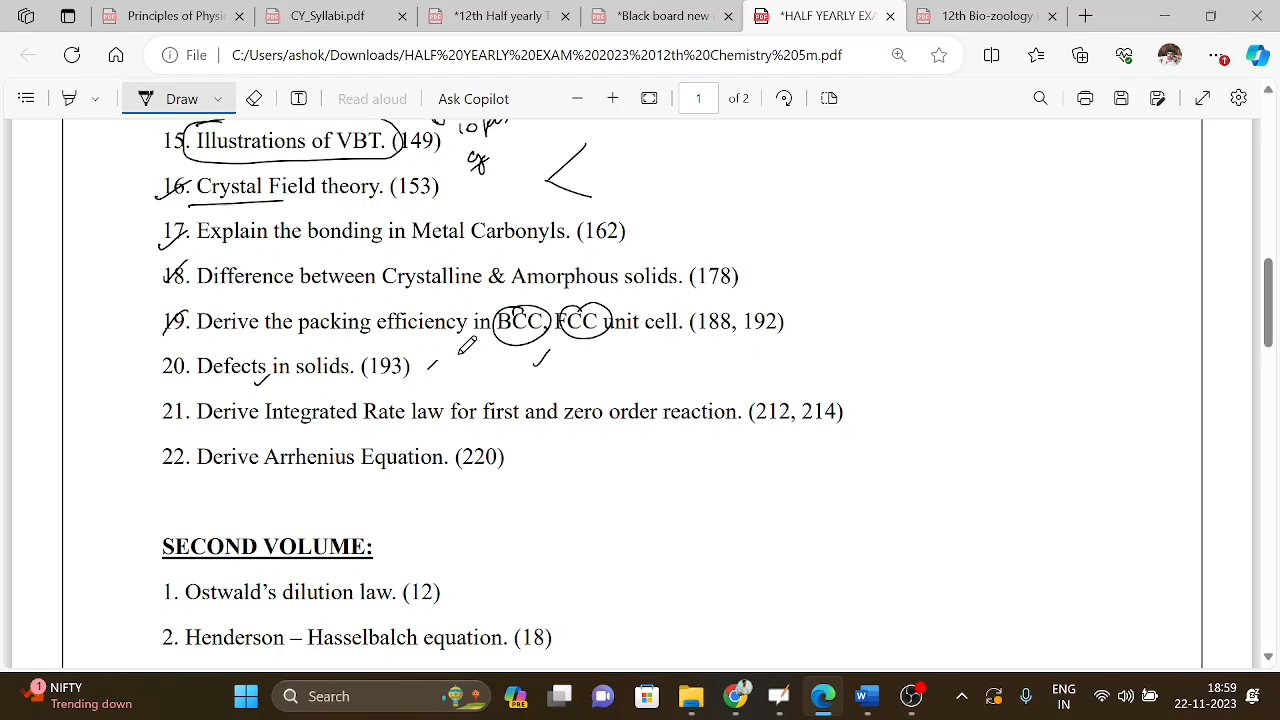 Principles of Physi
CY_Syllabi.pdf
*12th Half yearly T
*Black board new
*HALF YEARLY EXA
12th bio-zoology
File
C:/Users/ashok/Downloads/HALF%20YEARLY%20EXAM%202023%2012th%20Chemistry%205m.pdf
Draw
Read aloud
Ask Copilot
1
of 2
15. Illustrations of VBT. (149)
16. Crystal Field theory. (153)
17. Explain the bonding in Metal Carbonyls. (162)
18. Difference between Crystalline & Amorphous solids. (178)
19. Derive the packing efficiency in BCC, FCC unit cell. (188, 192)
20. Defects in solids. (193)
21. Derive Integrated Rate law for first and zero order reaction. (212, 214)
22. Derive Arrhenius Equation. (220)
SECOND VOLUME:
1. Ostwald’s dilution law. (12)
2. Henderson – Hasselbalch equation. (18)
1
NIFTY
Trending down
Search
PRE
ENG
IN
18:59
22-11-2023